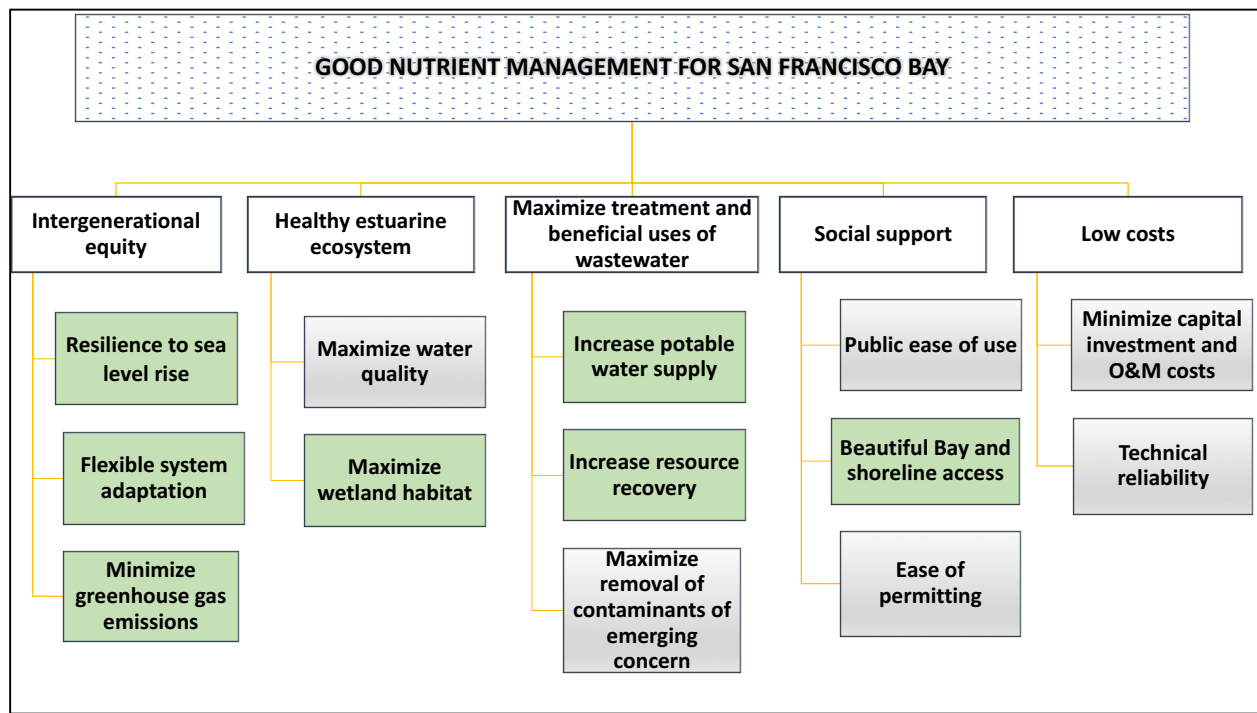 GOOD NUTRIENT MANAGEMENT FOR SAN FRANCISCO BAY
Intergenerational
equity
Resilience to sea
level rise
Flexible system
adaptation
Minimize
greenhouse gas
emissions
Healthy estuarine
ecosystem
Maximize water
quality
Maximize
wetland habitat
Maximize treatment and
beneficial uses of
wastewater
Increase potable
water supply
Increase resource
recovery
Maximize
removal of
contaminants of
emerging
concern
Social support
Public ease of use
Beautiful Bay and
shoreline access
Ease of
permitting
Low costs
Minimize capital
investment and
O&M costs
Technical
reliability